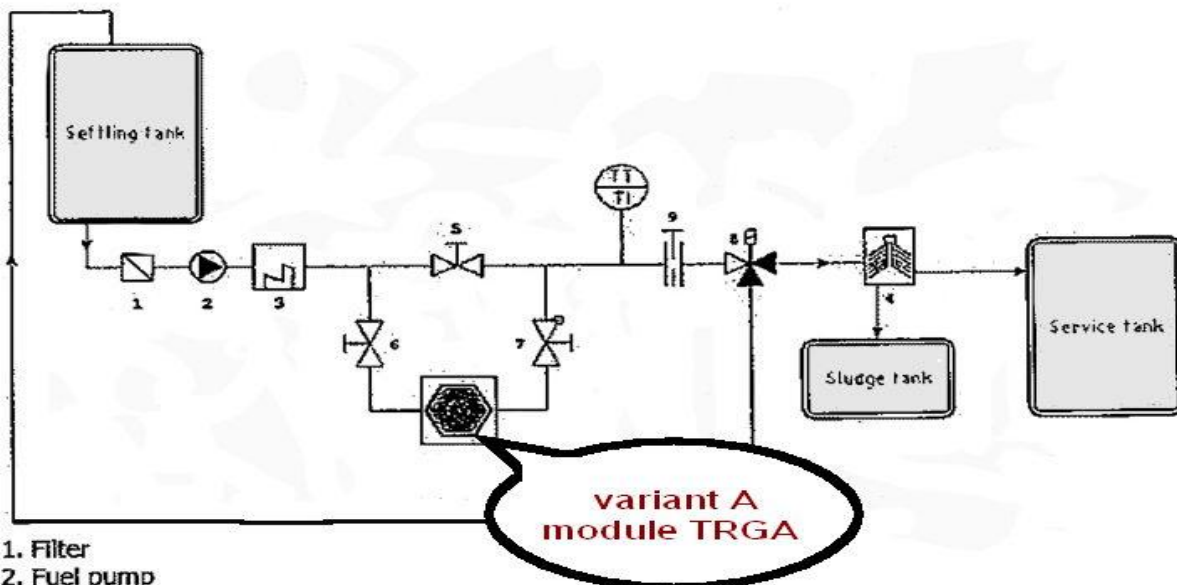 Settling tank
TT
TI
5
9
8
1
2
3
4
6
7
Service tank
Sludge tank
variant A
module TRGA
1. Filter
2. Fuel pump